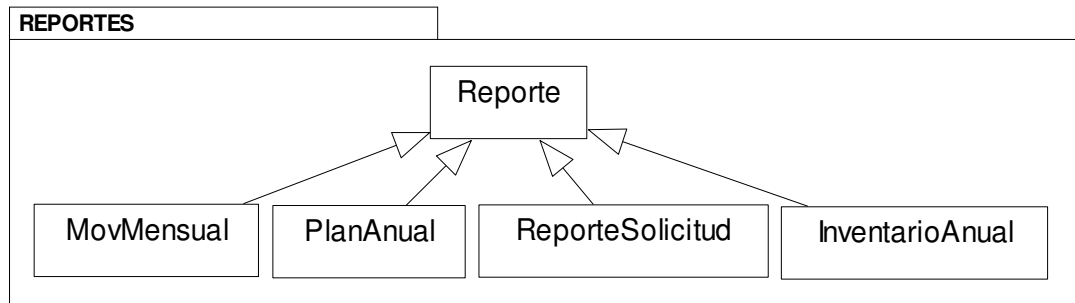 REPORTES
Reporte
MovMensual
PlanAnual
ReporteSolicitud
InventarioAnual